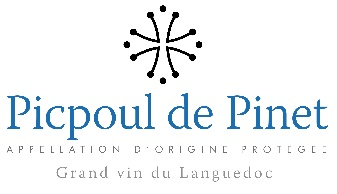 Picpoul de Pinet
APPELLATION D'ORIGINE PROTEGEE
Grand vin du Languedoc